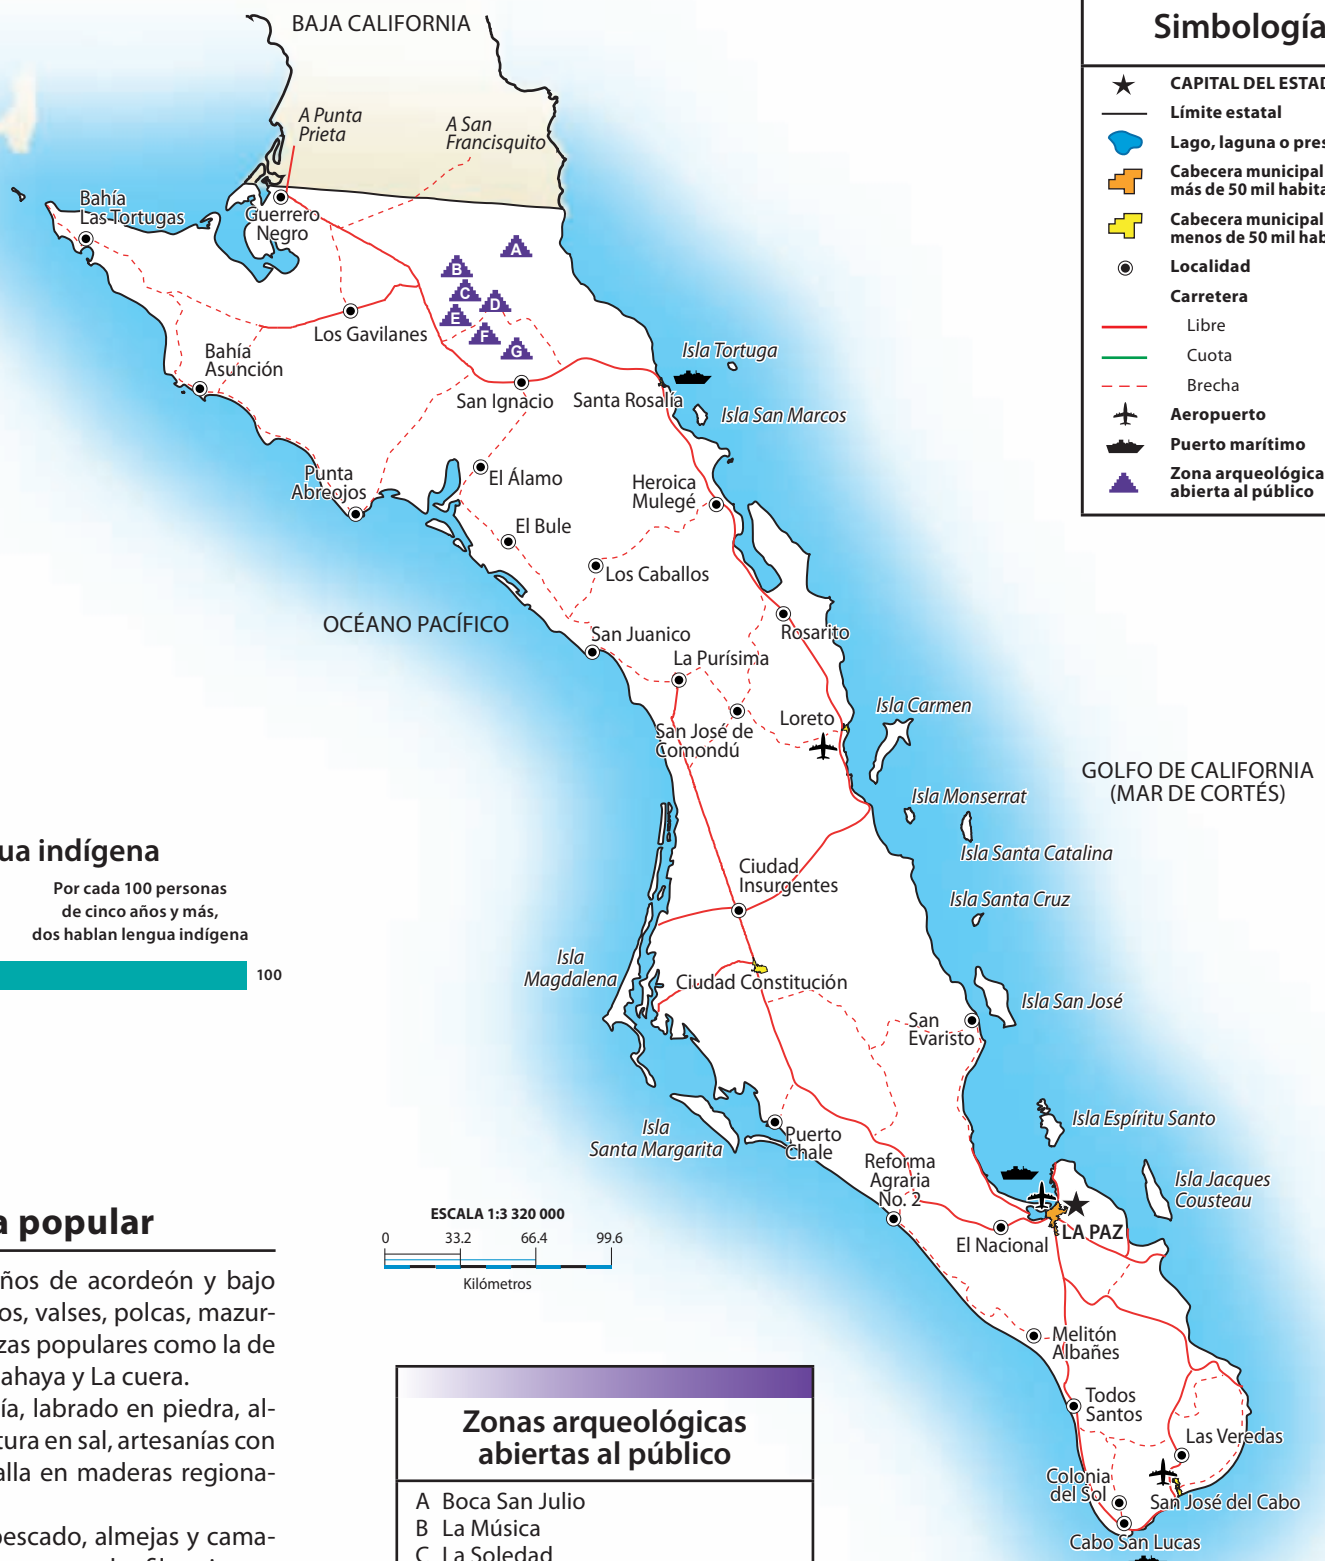 BAJA CALIFORNIA
A Punta
Prieta
A San
Francisquito
Bahía
Las Tortugas
Guerrero
Negro
A
B
C
D
E
F
G
Los Gavilanes
Bahía
Asunción
San Ignacio
Santa Rosalía
Isla Tortuga
Isla San Marcos
Punta
Abreojos
El Álamo
Heroica
Mulegé
El Bule
Los Caballos
OCÉANO PACÍFICO
San Juanico
Rosarito
La Purísima
San José de
Comondú
Loreto
Isla Carmen
GOLFO DE CALIFORNIA
(MAR DE CORTÉS)
Isla Monserrat
Isla Santa Catalina
Ciudad
Insurgentes
Isla Santa Cruz
Isla
Magdalena
Ciudad Constitución
San
Evaristo
Isla San José
Isla
Santa Margarita
Puerto
Chale
Isla Espíritu Santo
Reforma
Agraria
No. 2
Isla Jacques
Cousteau
El Nacional
LA PAZ
Melitón
Albañes
Todos
Santos
Las Veredas
Colonia
del Sol
San José del Cabo
Cabo San Lucas
Simbología
CAPITAL DEL ESTAD
Límite estatal
Lago, laguna o pres
Cabecera municipal
más de 50 mil habita
Cabecera municipal
menos de 50 mil hab
Localidad
Carretera
Libre
Cuota
Brecha
Aeropuerto
Puerto marítimo
Zona arqueológica
abierta al público
ua indígena
Por cada 100 personas
de cinco años y más,
dos hablan lengua indígena
100
ESCALA 1:3 320 000
0 33.2 66.4 99.6
Kilómetros
a popular
ños de acordeón y bajo
os, valses, polcas, mazur-
zas populares como la de
ahaya y La cuera.
ía, labrado en piedra, al-
tura en sal, artesanías con
alla en maderas regiona-
pescado, almejas y cama-
Zonas arqueológicas
abiertas al público
A Boca San Julio
B La Música
C La Soledad